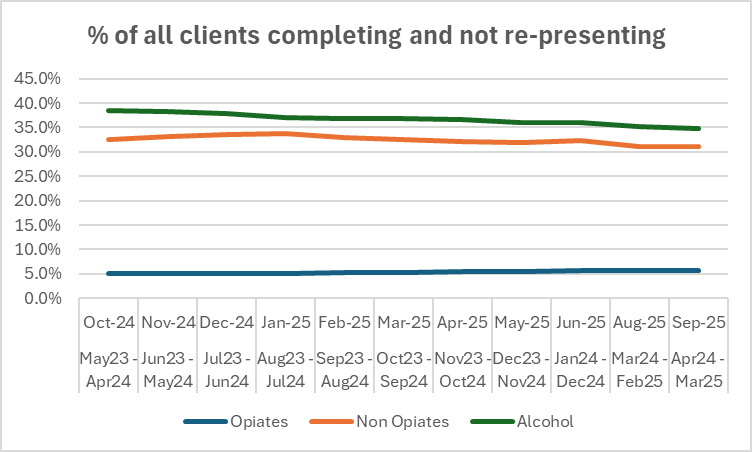 % of all clients completing and not re-presenting
45.0%
40.0%
35.0%
30.0%
25.0%
20.0%
15.0%
10.0%
5.0%
0.0%
Oct-24 Nov-24 Dec-24 Jan-25 Feb-25 Mar-25 Apr-25 May-25 Jun-25 Aug-25 Sep-25
May23 - Jun23 - Jul23 - Aug23 - Sep23 - Oct23 - Nov23 - Dec23 - Jan24 - Mar24 - Apr24 -
Apr24 May24 Jun24 Jul24 Aug24 Sep24 Oct24 Nov24 Dec24 Feb25 Mar25
Opiates Non Opiates Alcohol